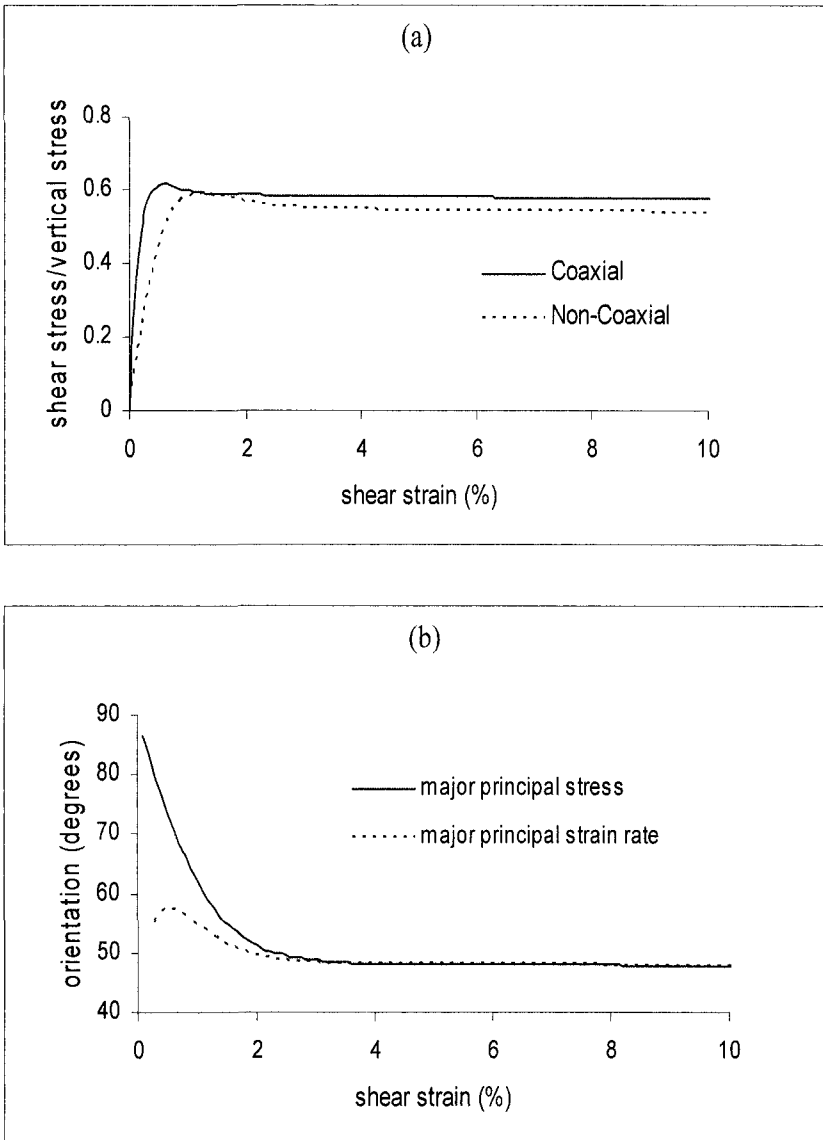 (a)
shear stress/vertical stress
0.8
0.6
0.4
0.2
0
Coaxial
Non-Coaxial
0 2 4 6 8 10
shear strain (%)
(b)
orientation (degrees)
90
80
70
60
50
40
major principal stress
major principal strain rate
0 2 4 6 8 10
shear strain (%)